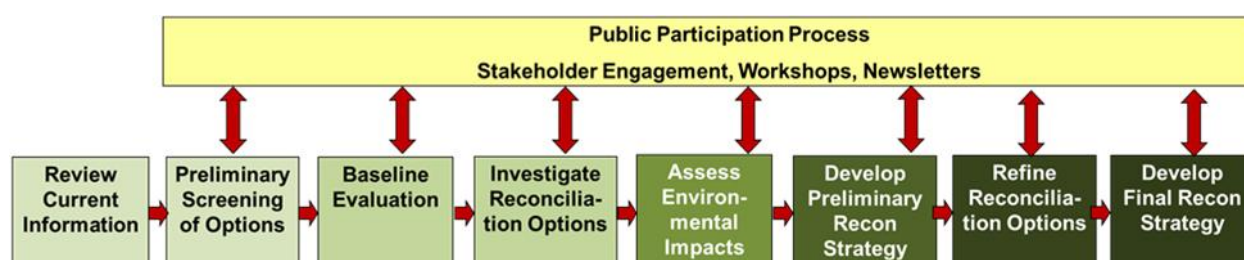 Public Participation Process
Stakeholder Engagement, Workshops, Newsletters
Review
Current
Information
Preliminary
Screening
of Options
Baseline
Evaluation
Investigate
Reconcilia-
tion Options
Assess
Environ-
mental
Impacts
Develop
Preliminary
Recon
Strategy
Refine
Reconcilia-
tion Options
Develop
Final Recon
Strategy